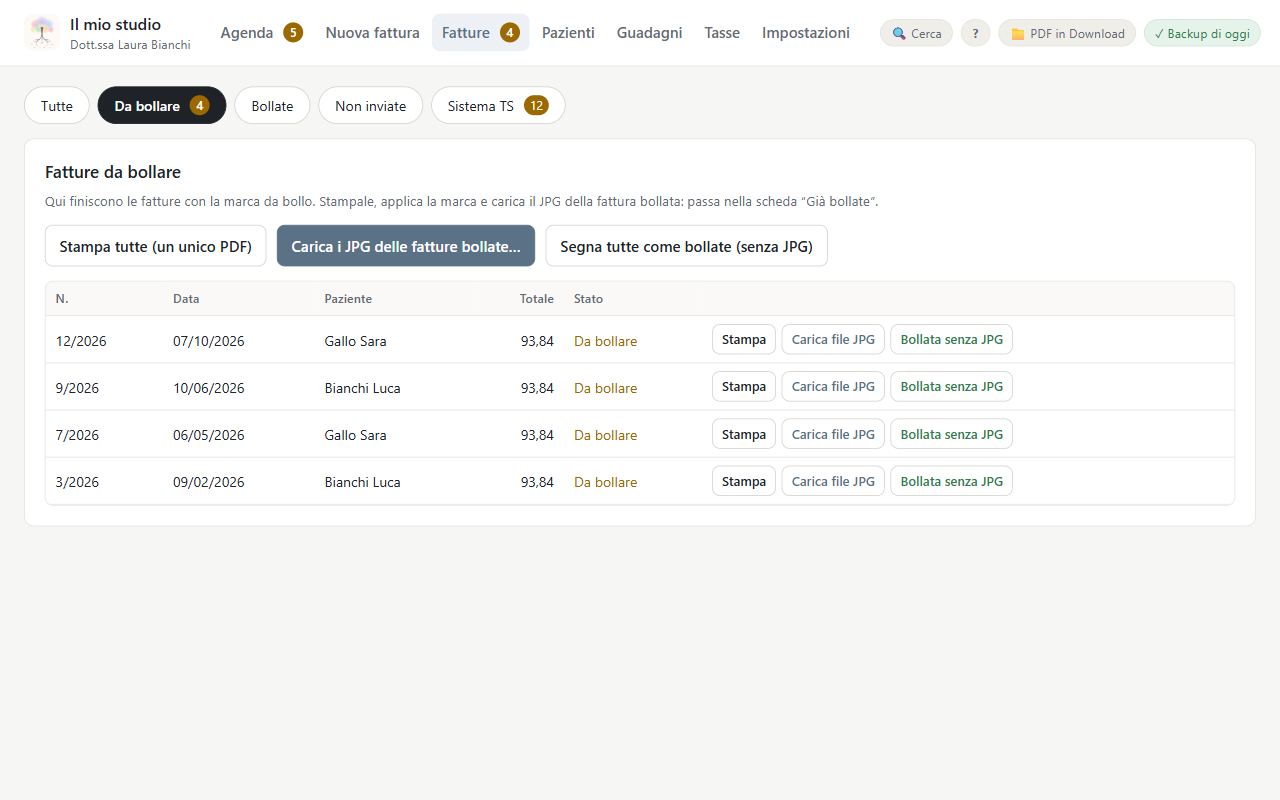 Il mio studio
Dott.ssa Laura Bianchi
Agenda 5 Nuova fattura Fatture 4 Pazienti Guadagni Tasse Impostazioni
Cerca ? PDF in Download ✓ Backup di oggi
Tutte Da bollare 4 Bollate Non inviate Sistema TS 12
Fatture da bollare
Qui finiscono le fatture con la marca da bollo. Stampale, applica la marca e carica il JPG della fattura bollata: passa nella scheda “Già bollate”.
Stampa tutte (un unico PDF) Carica i JPG delle fatture bollate... Segna tutte come bollate (senza JPG)
N. Data Paziente Totale Stato
12/2026 07/10/2026 Gallo Sara 93,84 Da bollare Stampa Carica file JPG Bollata senza JPG
9/2026 10/06/2026 Bianchi Luca 93,84 Da bollare Stampa Carica file JPG Bollata senza JPG
7/2026 06/05/2026 Gallo Sara 93,84 Da bollare Stampa Carica file JPG Bollata senza JPG
3/2026 09/02/2026 Bianchi Luca 93,84 Da bollare Stampa Carica file JPG Bollata senza JPG